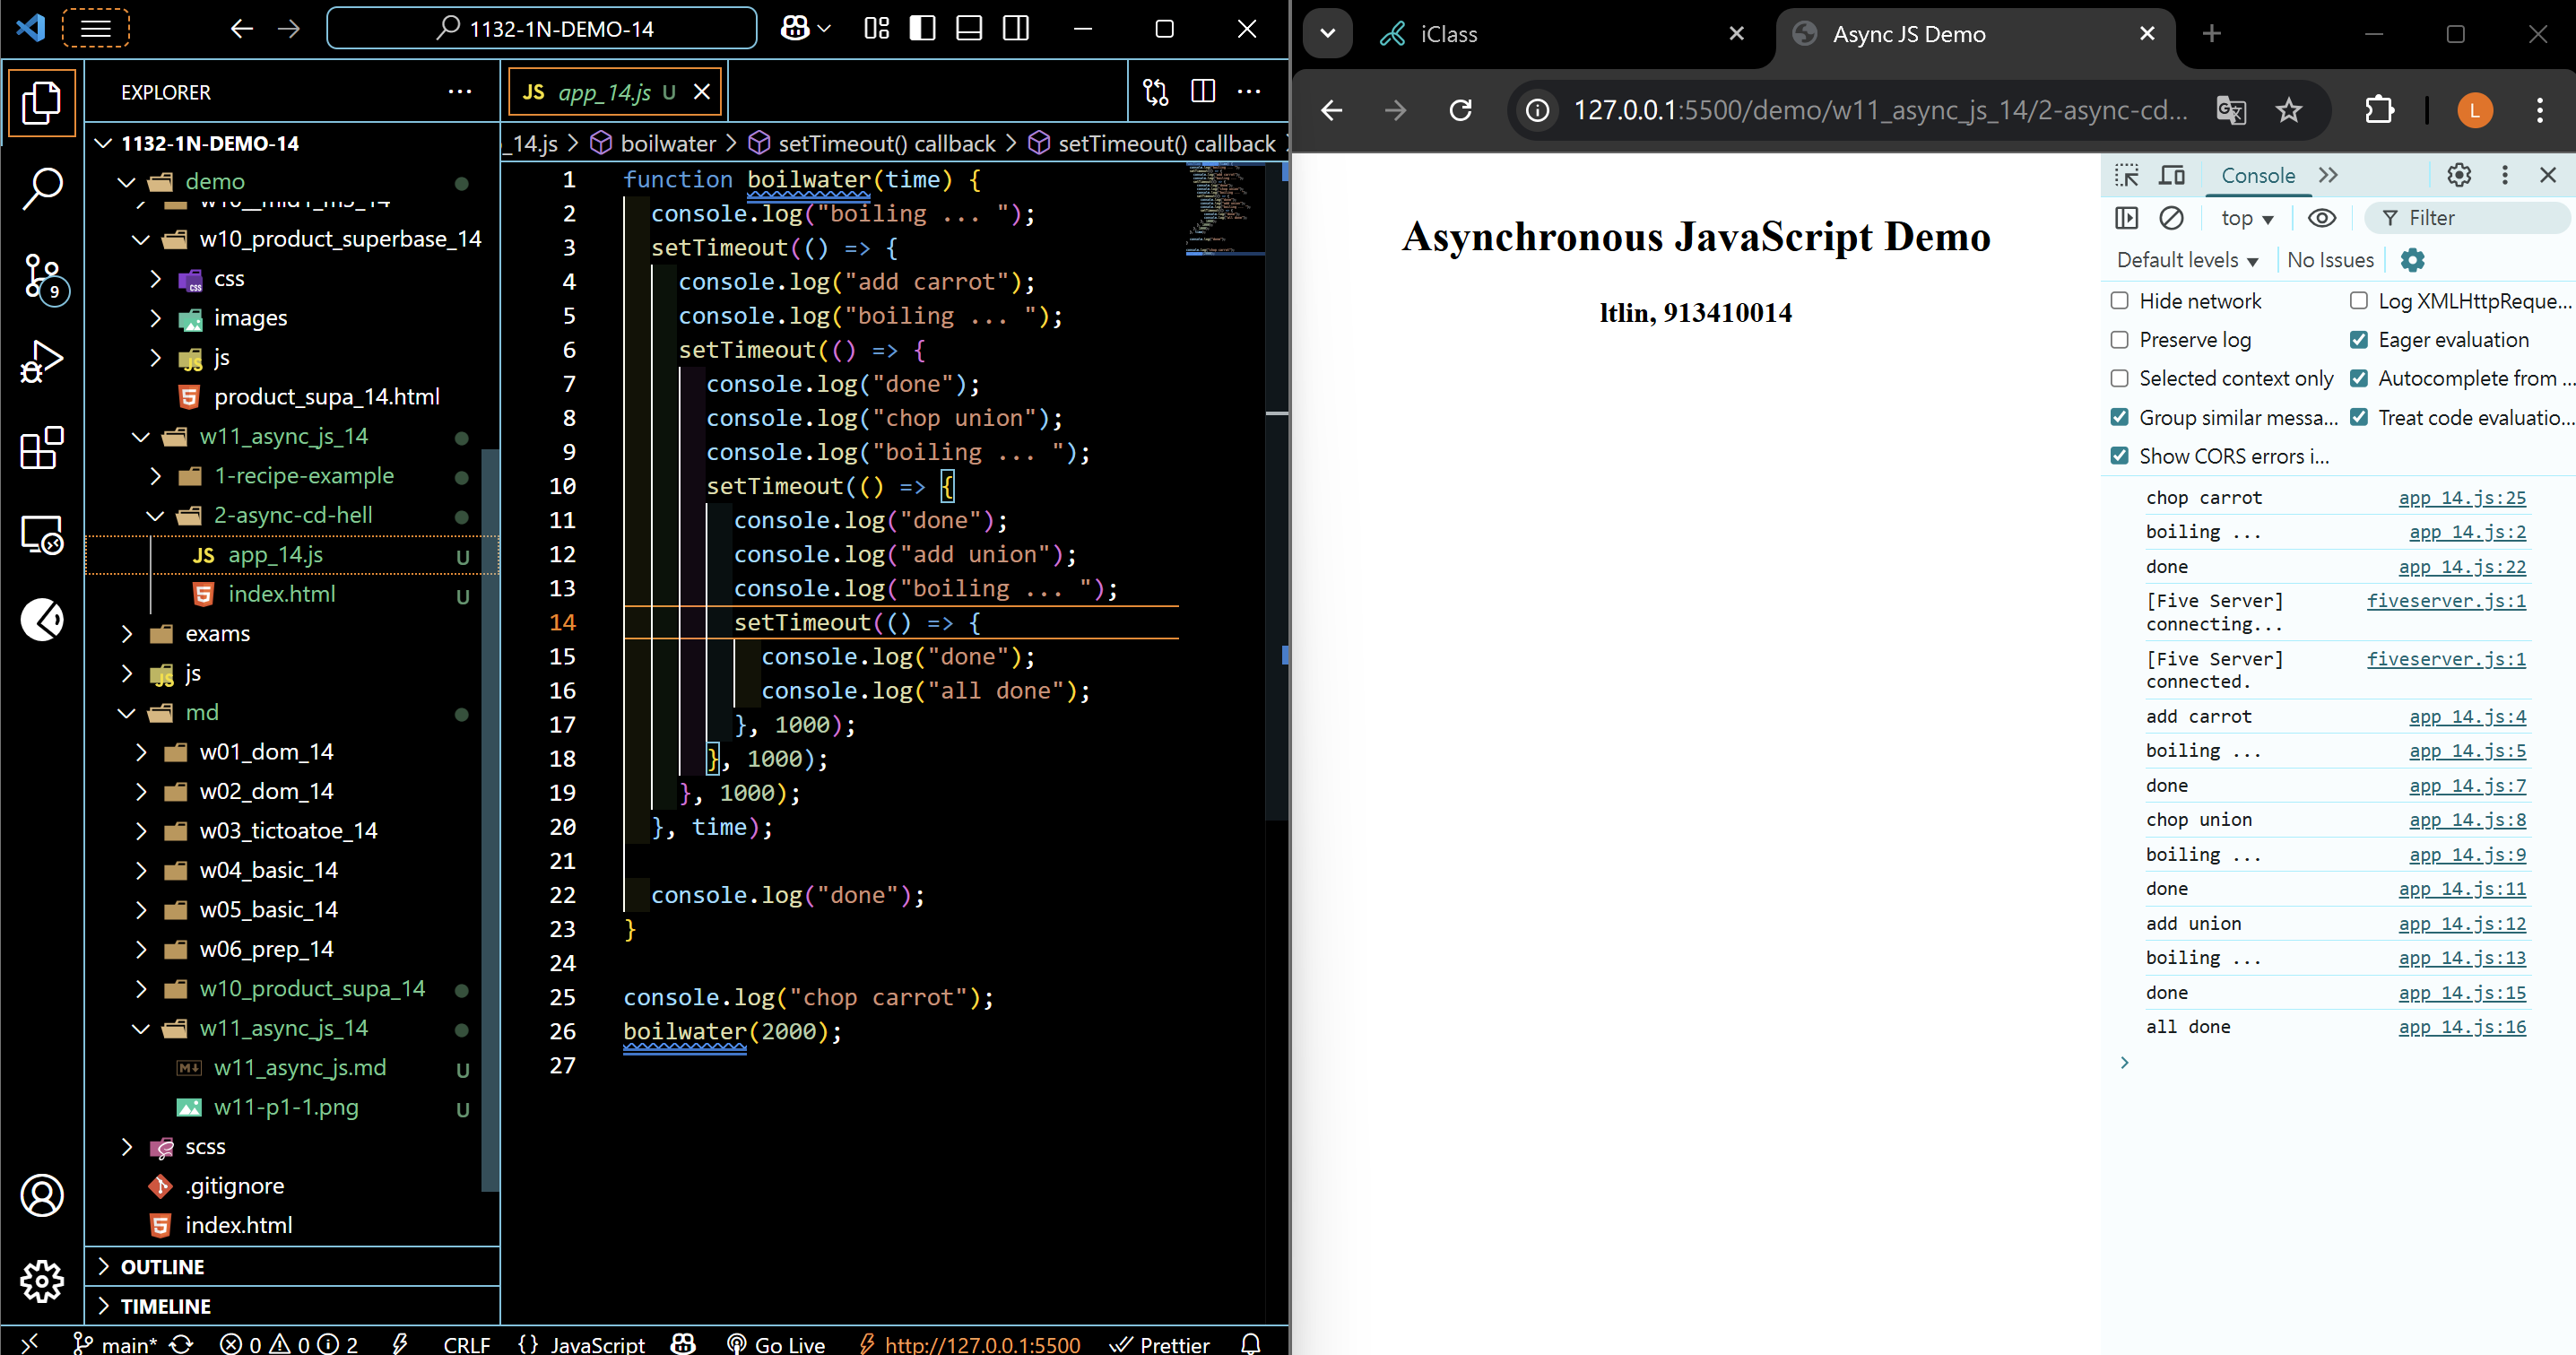 1132-1N-DEMO-14
EXPLORER
1132-1N-DEMO-14
demo
w10_product_superbase_14
css
images
js
product_supa_14.html
w11_async_js_14
1-recipe-example
2-async-cd-hell
JS app_14.js U
index.html U
exams
js
md
w01_dom_14
w02_dom_14
w03_tictoatoe_14
w04_basic_14
w05_basic_14
w06_prep_14
w10_product_supa_14
w11_async_js_14
w11_async_js.md U
w11-p1-1.png U
scss
.gitignore
index.html
OUTLINE
TIMELINE
9
JS app_14.js U
_14.js > boilwater > setTimeout() callback > setTimeout() callback
1 function boilwater(time) {
2 console.log("boiling ... ");
3 setTimeout(() => {
4 console.log("add carrot");
5 console.log("boiling ... ");
6 setTimeout(() => {
7 console.log("done");
8 console.log("chop union");
9 console.log("boiling ... ");
10 setTimeout(() => {
11 console.log("done");
12 console.log("add union");
13 console.log("boiling ... ");
14 setTimeout(() => {
15 console.log("done");
16 console.log("all done");
17 }, 1000);
18 }, 1000);
19 }, 1000);
20 }, time);
21
22 console.log("done");
23 }
24
25 console.log("chop carrot");
26 boilwater(2000);
27
main* 0 0 2 CRLF {} JavaScript Go Live http://127.0.0.1:5500 Prettier
iClass
Async JS Demo
127.0.0.1:5500/demo/w11_async_js_14/2-async-cd...
L
Asynchronous JavaScript Demo
ltlin, 913410014
Console
top
Filter
Default levels
No Issues
Hide network
Log XMLHttpReque...
Preserve log
Eager evaluation
Selected context only
Autocomplete from ...
Group similar messa...
Treat code evaluatio...
Show CORS errors i...
chop carrot app_14.js:25
boiling ... app_14.js:2
done app_14.js:22
[Five Server] fiveserver.js:1
connecting...
[Five Server] fiveserver.js:1
connected.
add carrot app_14.js:4
boiling ... app_14.js:5
done app_14.js:7
chop union app_14.js:8
boiling ... app_14.js:9
done app_14.js:11
add union app_14.js:12
boiling ... app_14.js:13
done app_14.js:15
all done app_14.js:16